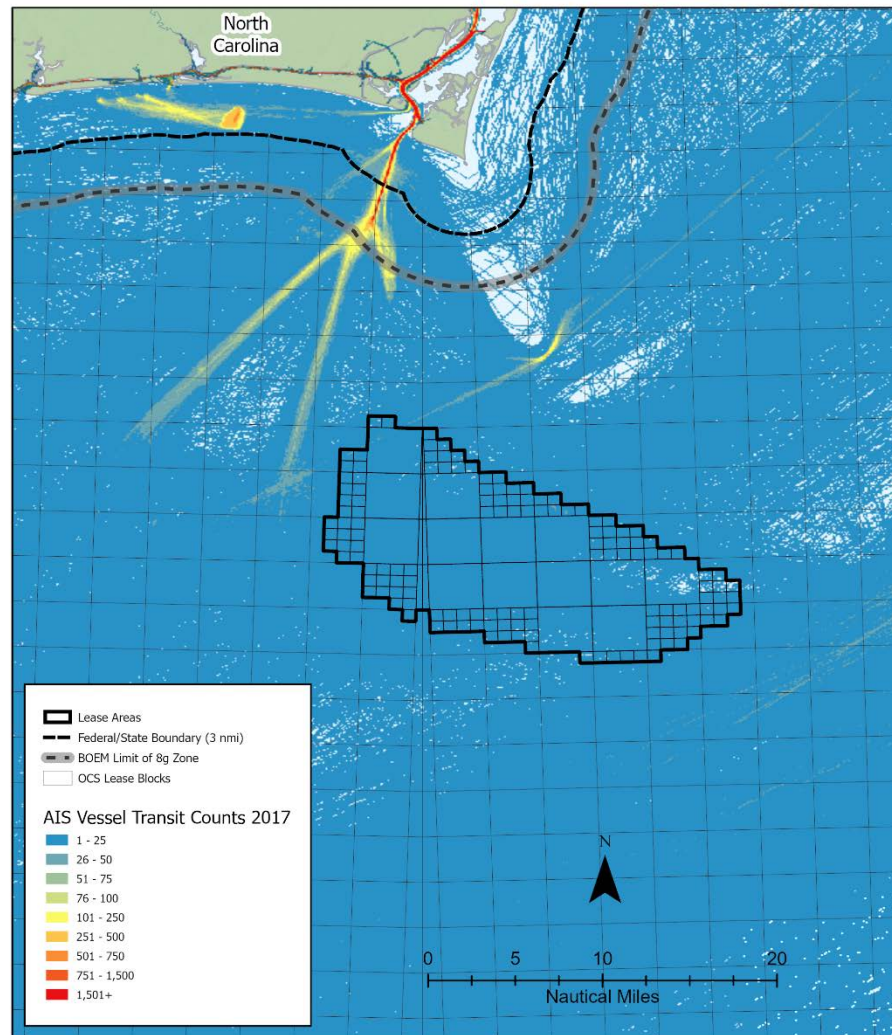 North
Carolina
Lease Areas
Federal/State Boundary (3 nmi)
BOEM Limit of 8g Zone
OCS Lease Blocks
AIS Vessel Transit Counts 2017
1 - 25
26 - 50
51 - 75
76 - 100
101 - 250
251 - 500
501 - 750
751 - 1,500
1,501+
N
0 5 10 20
Nautical Miles